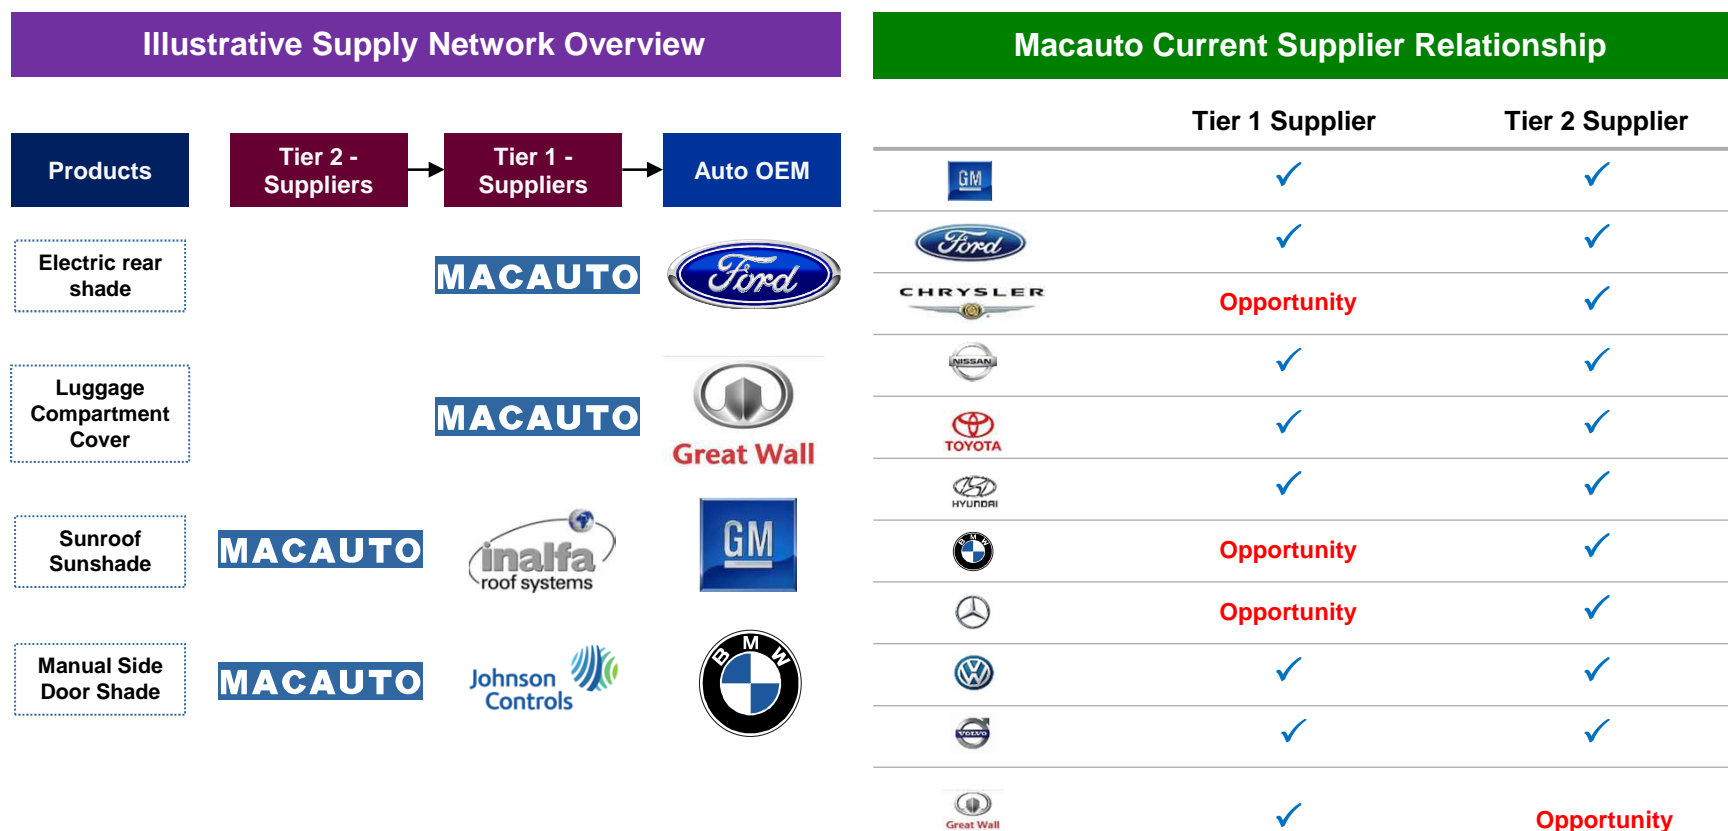 Illustrative Supply Network Overview
Products
Tier 2 -
Suppliers
Tier 1 -
Suppliers
Auto OEM
Electric rear
shade
MACAUTO
Ford
Luggage
Compartment
Cover
MACAUTO
Great Wall
Sunroof
Sunshade
MACAUTO
inalfa
roof systems
GM
Manual Side
Door Shade
MACAUTO
Johnson
Controls
BMW
Macauto Current Supplier Relationship
Tier 1 Supplier
Tier 2 Supplier
GM
✓ ✓
Ford
✓ ✓
CHRYSLER
Opportunity ✓
NISSAN
✓ ✓
TOYOTA
✓ ✓
HYUNDAI
✓ ✓
BMW
Opportunity ✓
Opportunity ✓
VW
✓ ✓
VOLVO
✓ ✓
Great Wall
✓ Opportunity